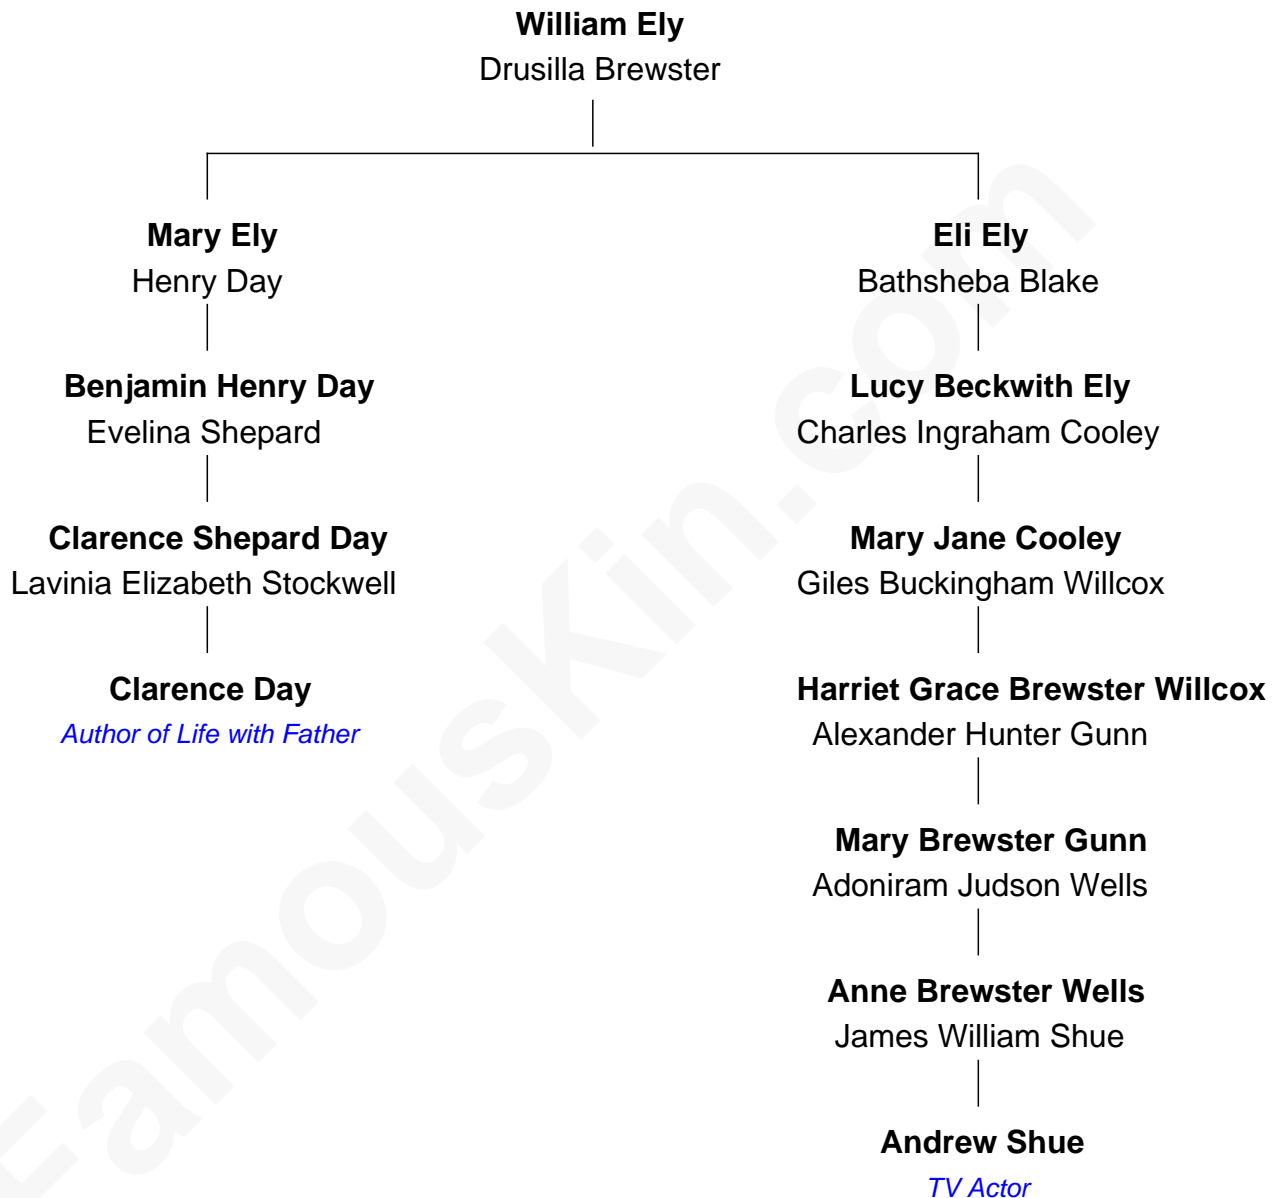 William Ely
Drusilla Brewster
Mary Ely
Henry Day
Benjamin Henry Day
Evelina Shepard
Clarence Shepard Day
Lavinia Elizabeth Stockwell
Clarence Day
Author of Life with Father
Eli Ely
Bathsheba Blake
Lucy Beckwith Ely
Charles Ingraham Cooley
Mary Jane Cooley
Giles Buckingham Willcox
Harriet Grace Brewster Willcox
Alexander Hunter Gunn
Mary Brewster Gunn
Adoniram Judson Wells
Anne Brewster Wells
James William Shue
Andrew Shue
TV Actor
FamousKin.com